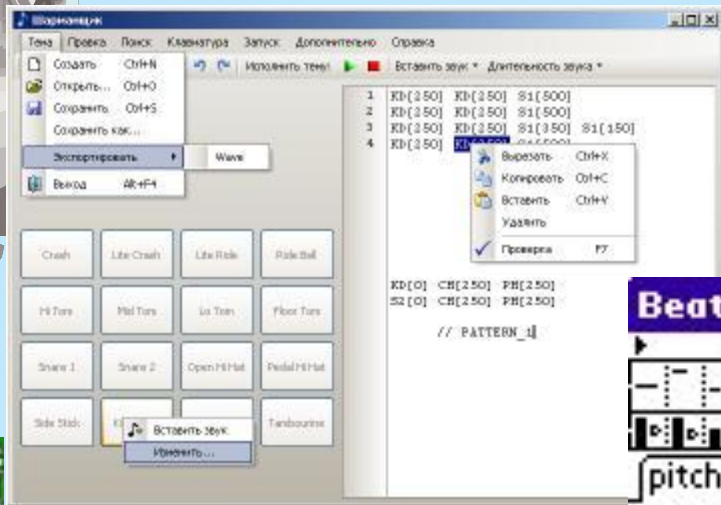 Шарманщик
Тема Правка Поиск Клавиатура Запуск Дополнительно Справка
Создать Ctrl+N
Открыть... Ctrl+O
Сохранить Ctrl+S
Сохранить как...
Экспортировать
Wave
Выход Alt+F4
Исполнить тему: Вставить звук Длительность звука
1 KD[250] KD[250] S1[500]
2 KD[250] KD[250] S1[500]
3 KD[250] KD[250] S1[350] S1[150]
4 KD[250]
Вырезать Ctrl+X
Копировать Ctrl+C
Вставить Ctrl+V
Удалить
Проверка F7
KD[0] CH[250] PH[250]
S2[0] CH[250] PH[250]
// PATTERN_1
Crash Lite Crash Lite Ride Ride Bell
Hi Tom Mid Tom Lo Tom Floor Tom
Snare 1 Snare 2 Open Hi Hat Pedal Hi Hat
Side Stick Tambourine
Вставить звук
Изменить...
Beat
pitch